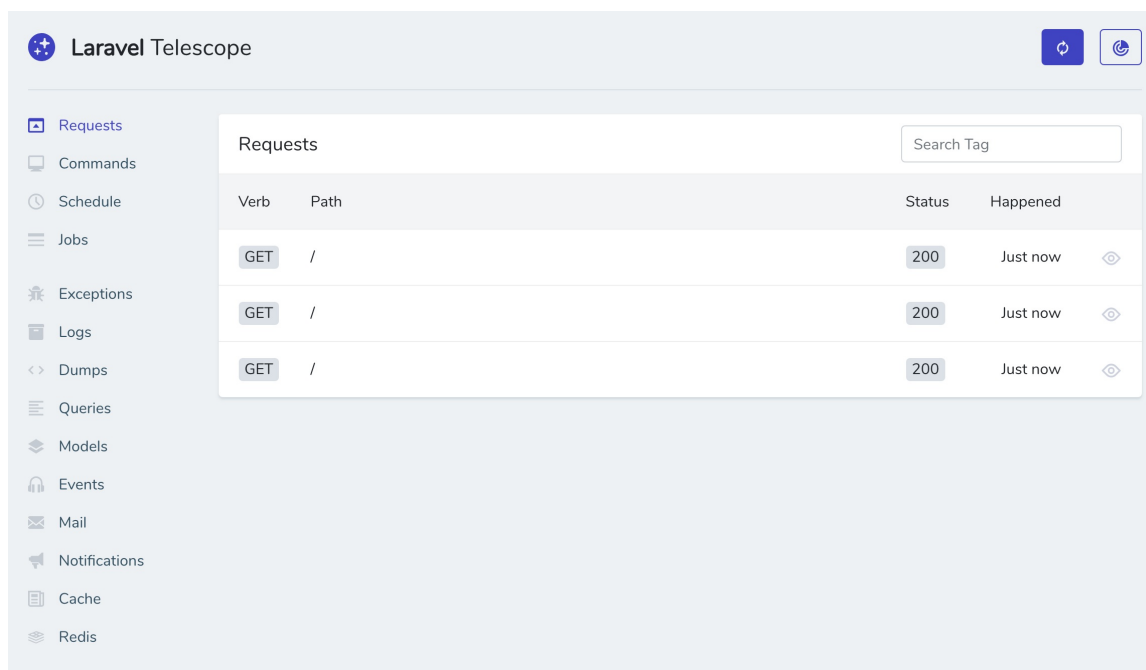 Laravel Telescope
Requests
Commands
Schedule
Jobs
Exceptions
Logs
Dumps
Queries
Models
Events
Mail
Notifications
Cache
Redis
Requests
Search Tag
Verb Path Status Happened
GET / 200 Just now
GET / 200 Just now
GET / 200 Just now